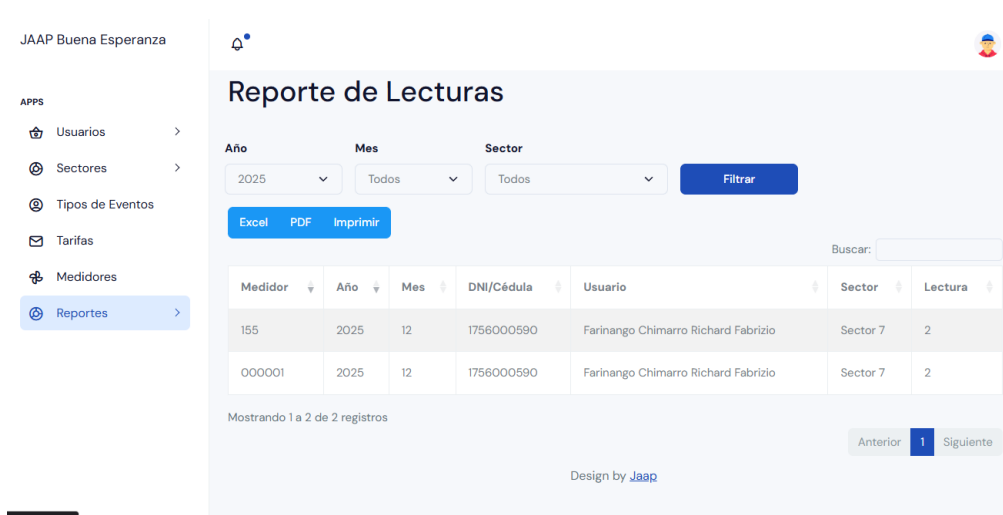 JAAP Buena Esperanza
APPS
Usuarios
Sectores
Tipos de Eventos
Tarifas
Medidores
Reportes
Reporte de Lecturas
Año Mes Sector
2025 Todos Todos Filtrar
Excel PDF Imprimir
Buscar:
Medidor Año Mes DNI/Cédula Usuario Sector Lectura
155 2025 12 1756000590 Farinango Chimarro Richard Fabrizio Sector 7 2
000001 2025 12 1756000590 Farinango Chimarro Richard Fabrizio Sector 7 2
Mostrando 1 a 2 de 2 registros
Anterior 1 Siguiente
Design by Jaap